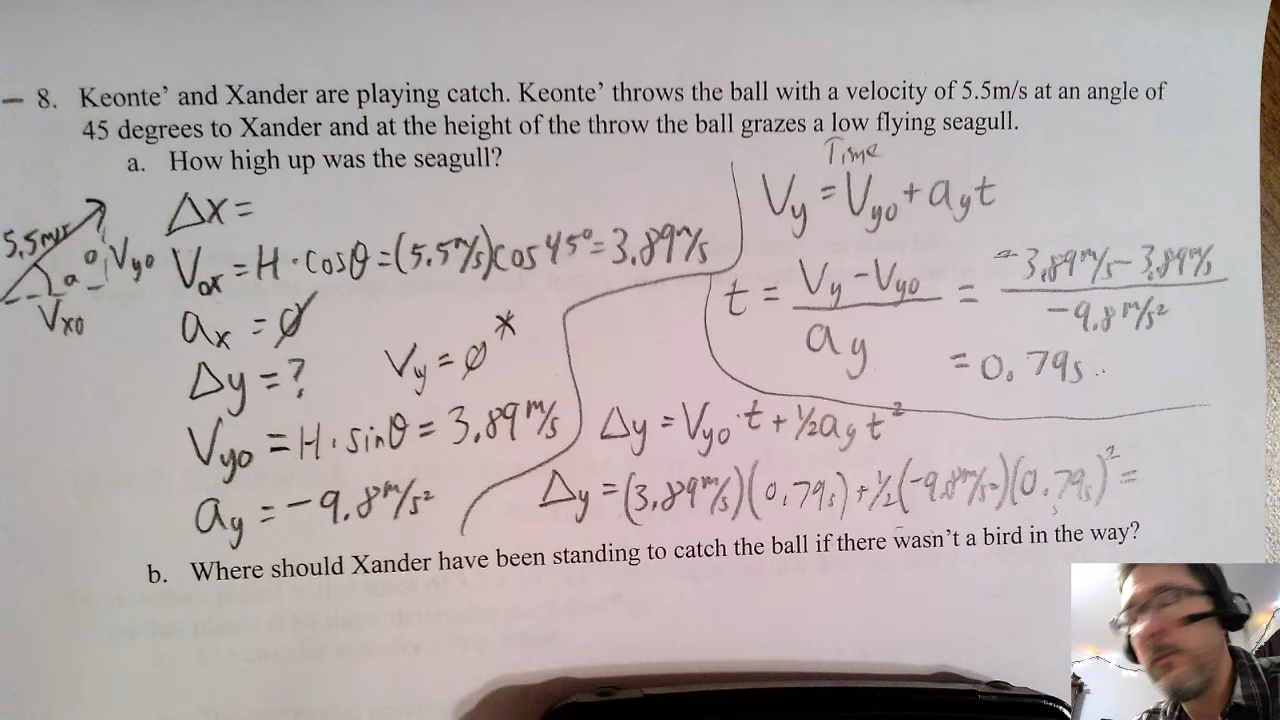 8. Keonte’ and Xander are playing catch. Keonte’ throws the ball with a velocity of 5.5m/s at an angle of
45 degrees to Xander and at the height of the throw the ball grazes a low flying seagull.
a. How high up was the seagull?
5.5m/s
a
o
Vyo
Vxo
Δx =
Vox = H · cosθ = (5.5m/s)cos 45° = 3.89m/s
ax = ∅
Δy = ?
Vy = ∅ *
Vyo = H · sinθ = 3.89m/s
ay = -9.8m/s²
Time
Vy = Vyo + ayt
t = Vy - Vyo / ay = -3.89m/s - 3.89m/s / -9.8m/s²
= 0.79s
Δy = Vyo · t + ½ayt²
Δy = (3.89m/s)(0.79s) + ½(-9.8m/s²)(0.79s)² =
b. Where should Xander have been standing to catch the ball if there wasn’t a bird in the way?